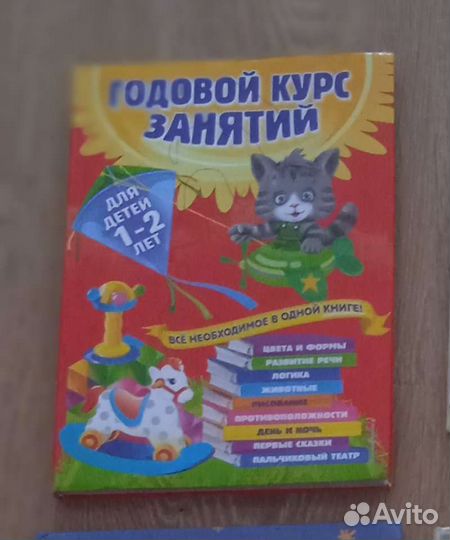 ГОДОВОЙ КУРС
ЗАНЯТИЙ
ДЛЯ
ДЕТЕЙ
1-2
ЛЕТ
ВСЁ НЕОБХОДИМОЕ В ОДНОЙ КНИГЕ!
ЦВЕТА И ФОРМЫ
РАЗВИТИЕ РЕЧИ
ЛОГИКА
ЖИВОТНЫЕ
РИСОВАНИЕ
ПРОТИВОПОЛОЖНОСТИ
ДЕНЬ И НОЧЬ
ПЕРВЫЕ СКАЗКИ
ПАЛЬЧИКОВЫЙ ТЕАТР
Avito